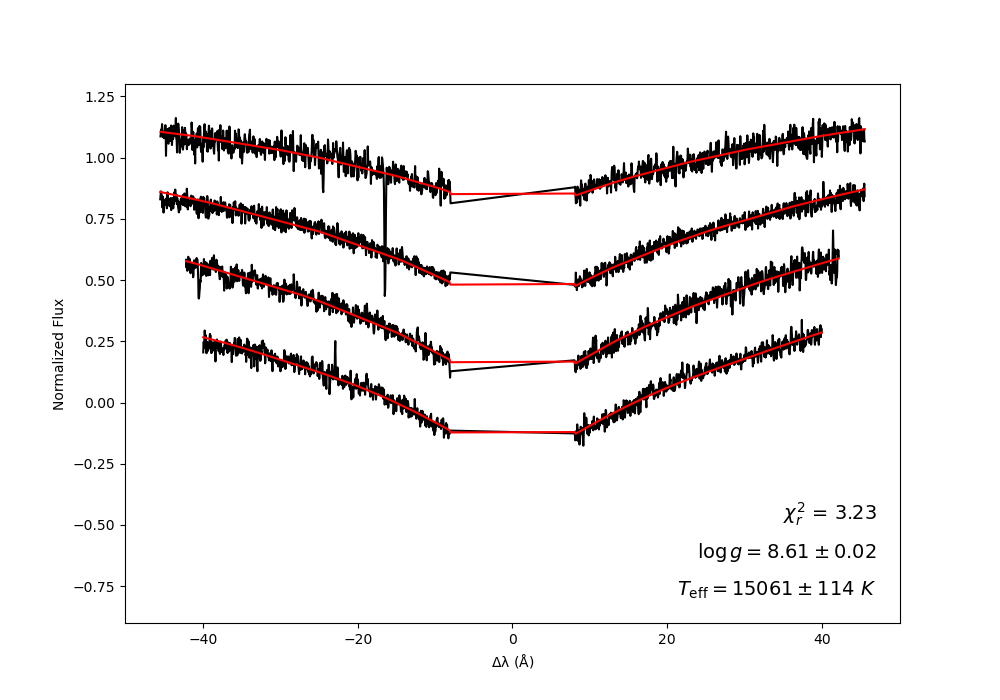 1.25
1.00
0.75
0.50
0.25
0.00
−0.25
−0.50
−0.75
Normalized Flux
χ²ᵣ = 3.23
log g = 8.61 ± 0.02
T_eff = 15061 ± 114 K
−40 −20 0 20 40
Δλ (Å)